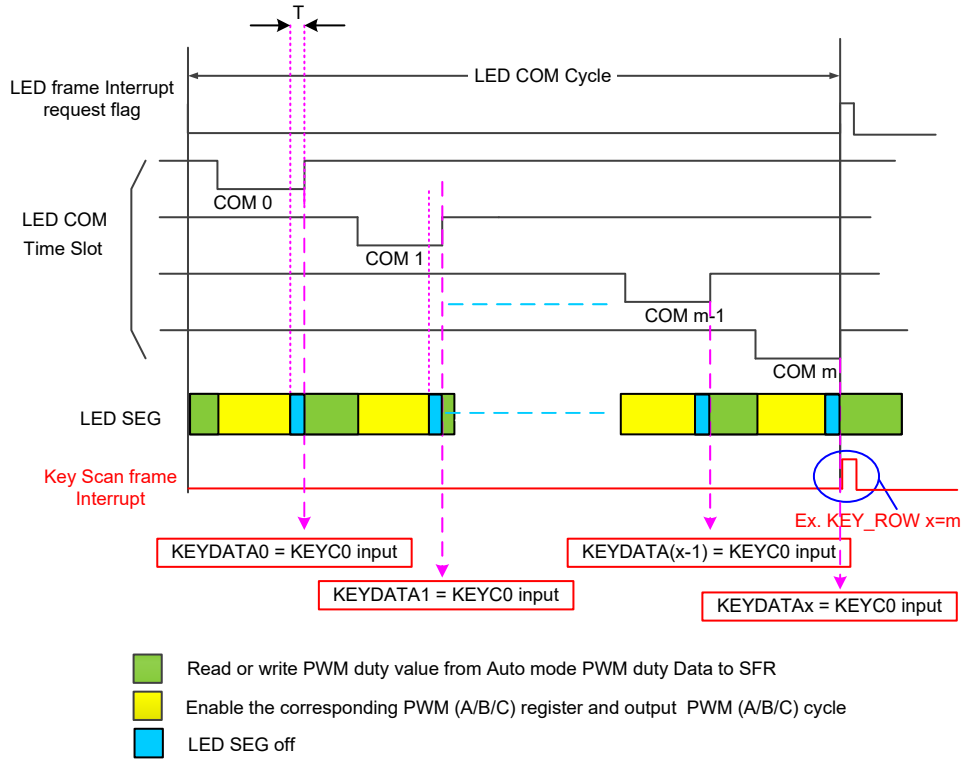 T
LED COM Cycle
LED frame Interrupt
request flag
COM 0
LED COM
Time Slot
COM 1
COM m-1
COM m
LED SEG
Key Scan frame
Interrupt
Ex. KEY_ROW x=m
KEYDATA0 = KEYC0 input
KEYDATA(x-1) = KEYC0 input
KEYDATA1 = KEYC0 input
KEYDATAx = KEYC0 input
Read or write PWM duty value from Auto mode PWM duty Data to SFR
Enable the corresponding PWM (A/B/C) register and output PWM (A/B/C) cycle
LED SEG off